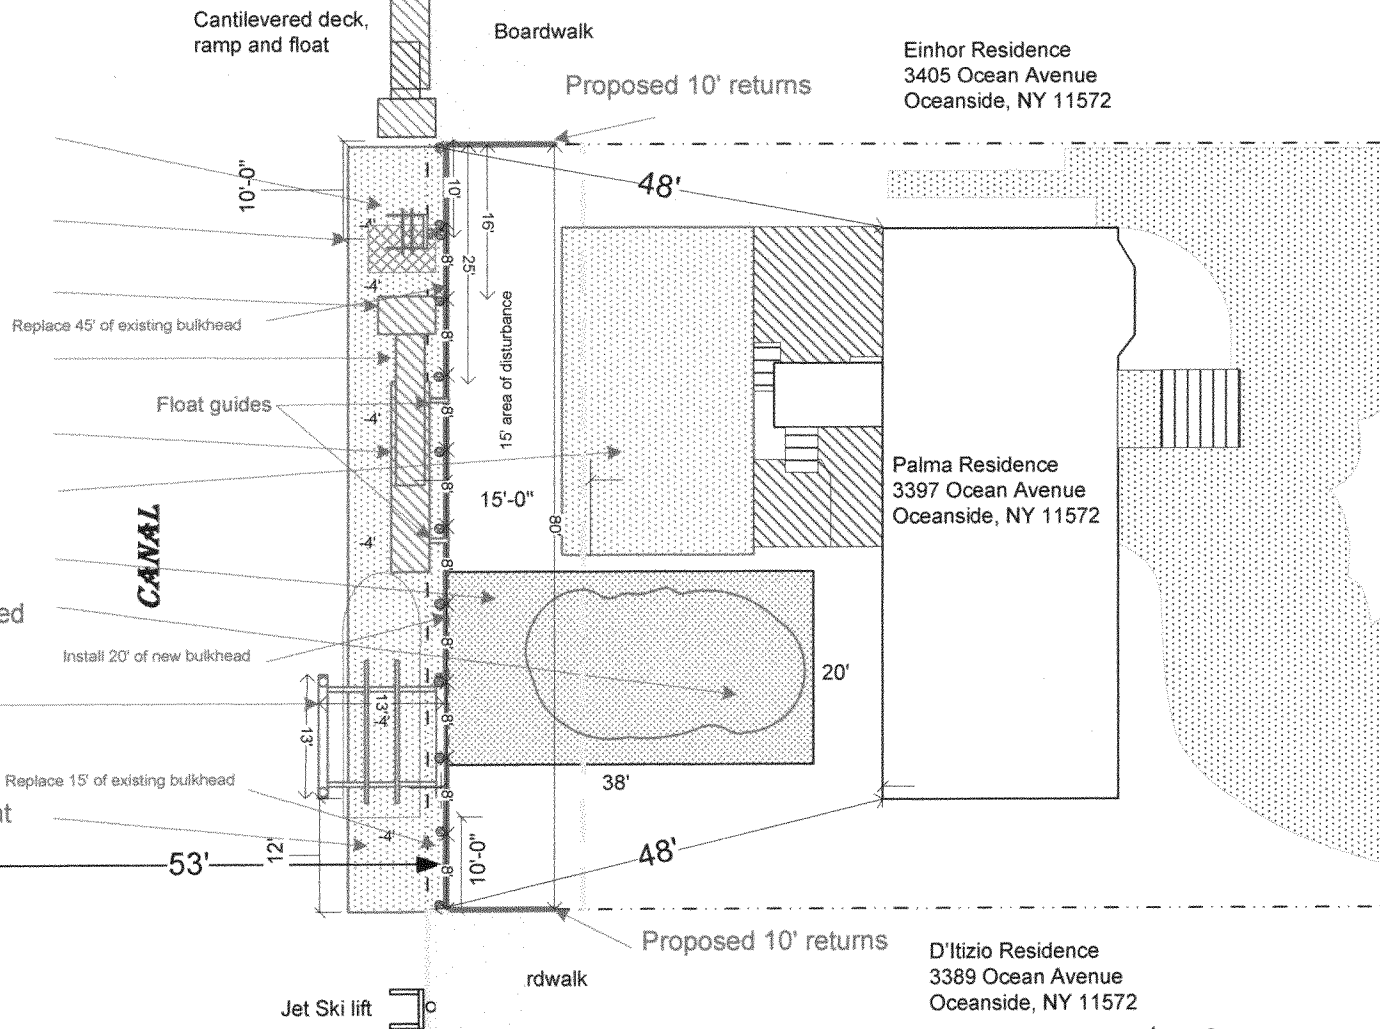 Cantilevered deck,
ramp and float
Boardwalk
Einhor Residence
3405 Ocean Avenue
Oceanside, NY 11572
Proposed 10' returns
10'-0"
48'
10'
16'
25'
-4'
8'
-4'
8'
Replace 45' of existing bulkhead
15' area of disturbance
8'
Float guides
-4'
8'
8'
15'-0"
80'
Palma Residence
3397 Ocean Avenue
Oceanside, NY 11572
CANAL
-4'
8'
ed
Install 20' of new bulkhead
8'
20'
13'
-4'
13'
8'
38'
Replace 15' of existing bulkhead
8'
at
-4'
12'
10'-0"
53'
8'
48'
Proposed 10' returns
rdwalk
D'Itizio Residence
3389 Ocean Avenue
Oceanside, NY 11572
Jet Ski lift